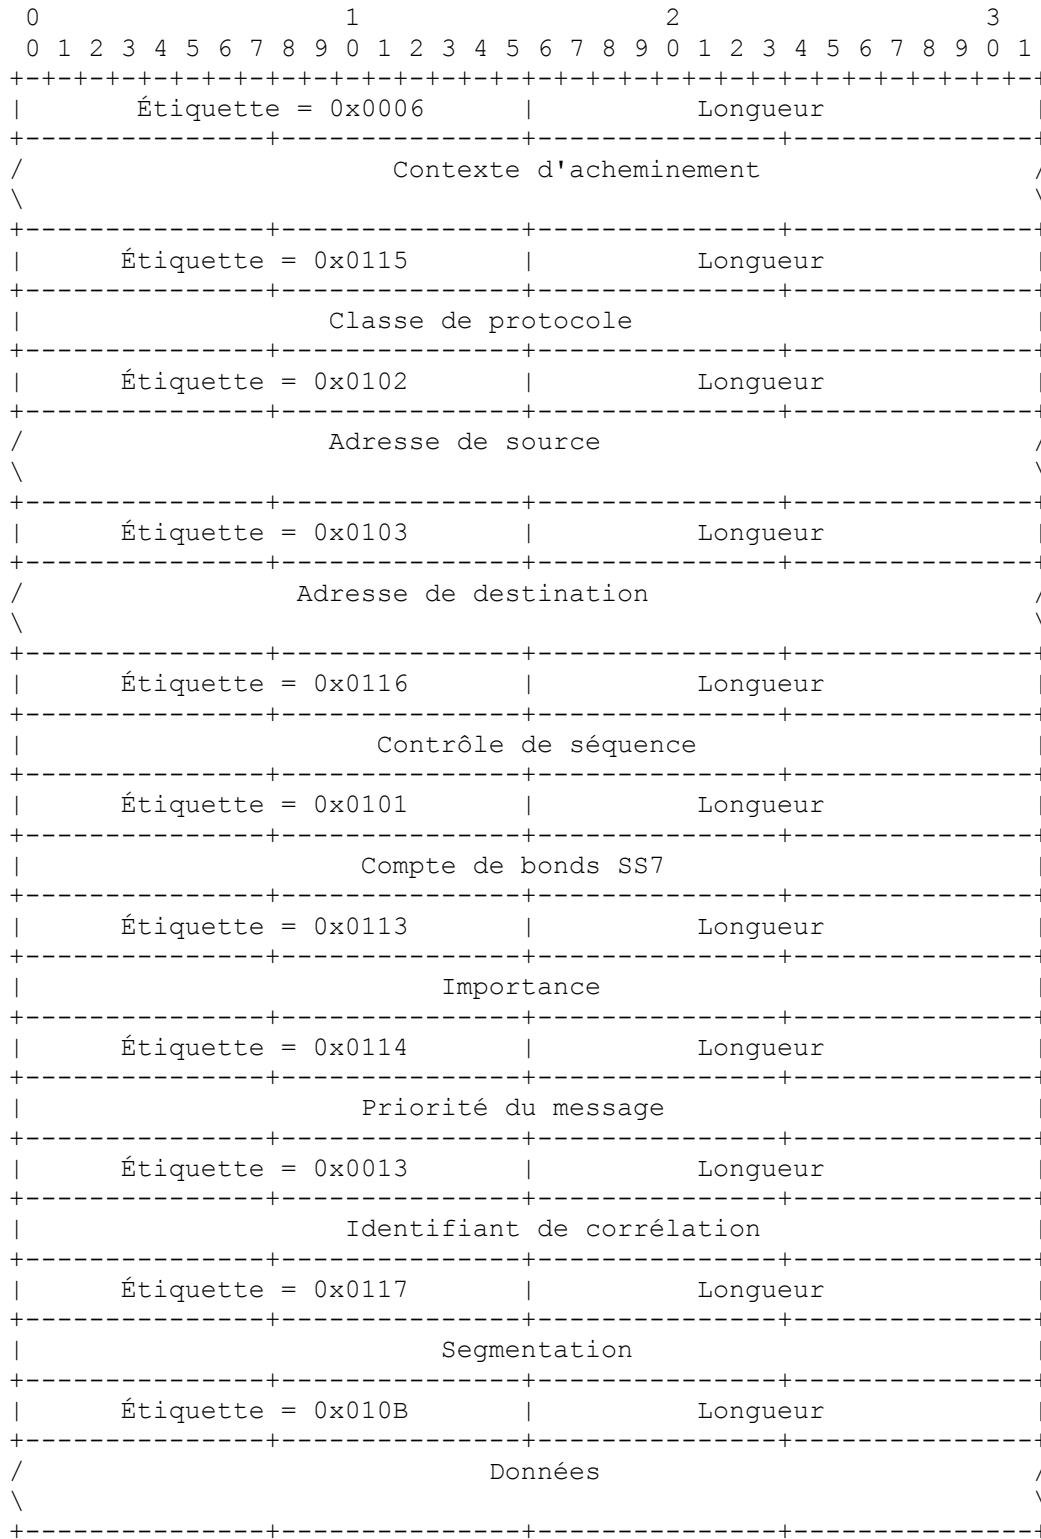 0 1 2 3
0 1 2 3 4 5 6 7 8 9 0 1 2 3 4 5 6 7 8 9 0 1 2 3 4 5 6 7 8 9 0 1
Étiquette = 0x0006 | Longueur
Contexte d'acheminement
Étiquette = 0x0115 | Longueur
Classe de protocole
Étiquette = 0x0102 | Longueur
Adresse de source
Étiquette = 0x0103 | Longueur
Adresse de destination
Étiquette = 0x0116 | Longueur
Contrôle de séquence
Étiquette = 0x0101 | Longueur
Compte de bonds SS7
Étiquette = 0x0113 | Longueur
Importance
Étiquette = 0x0114 | Longueur
Priorité du message
Étiquette = 0x0013 | Longueur
Identifiant de corrélation
Étiquette = 0x0117 | Longueur
Segmentation
Étiquette = 0x010B | Longueur
Données